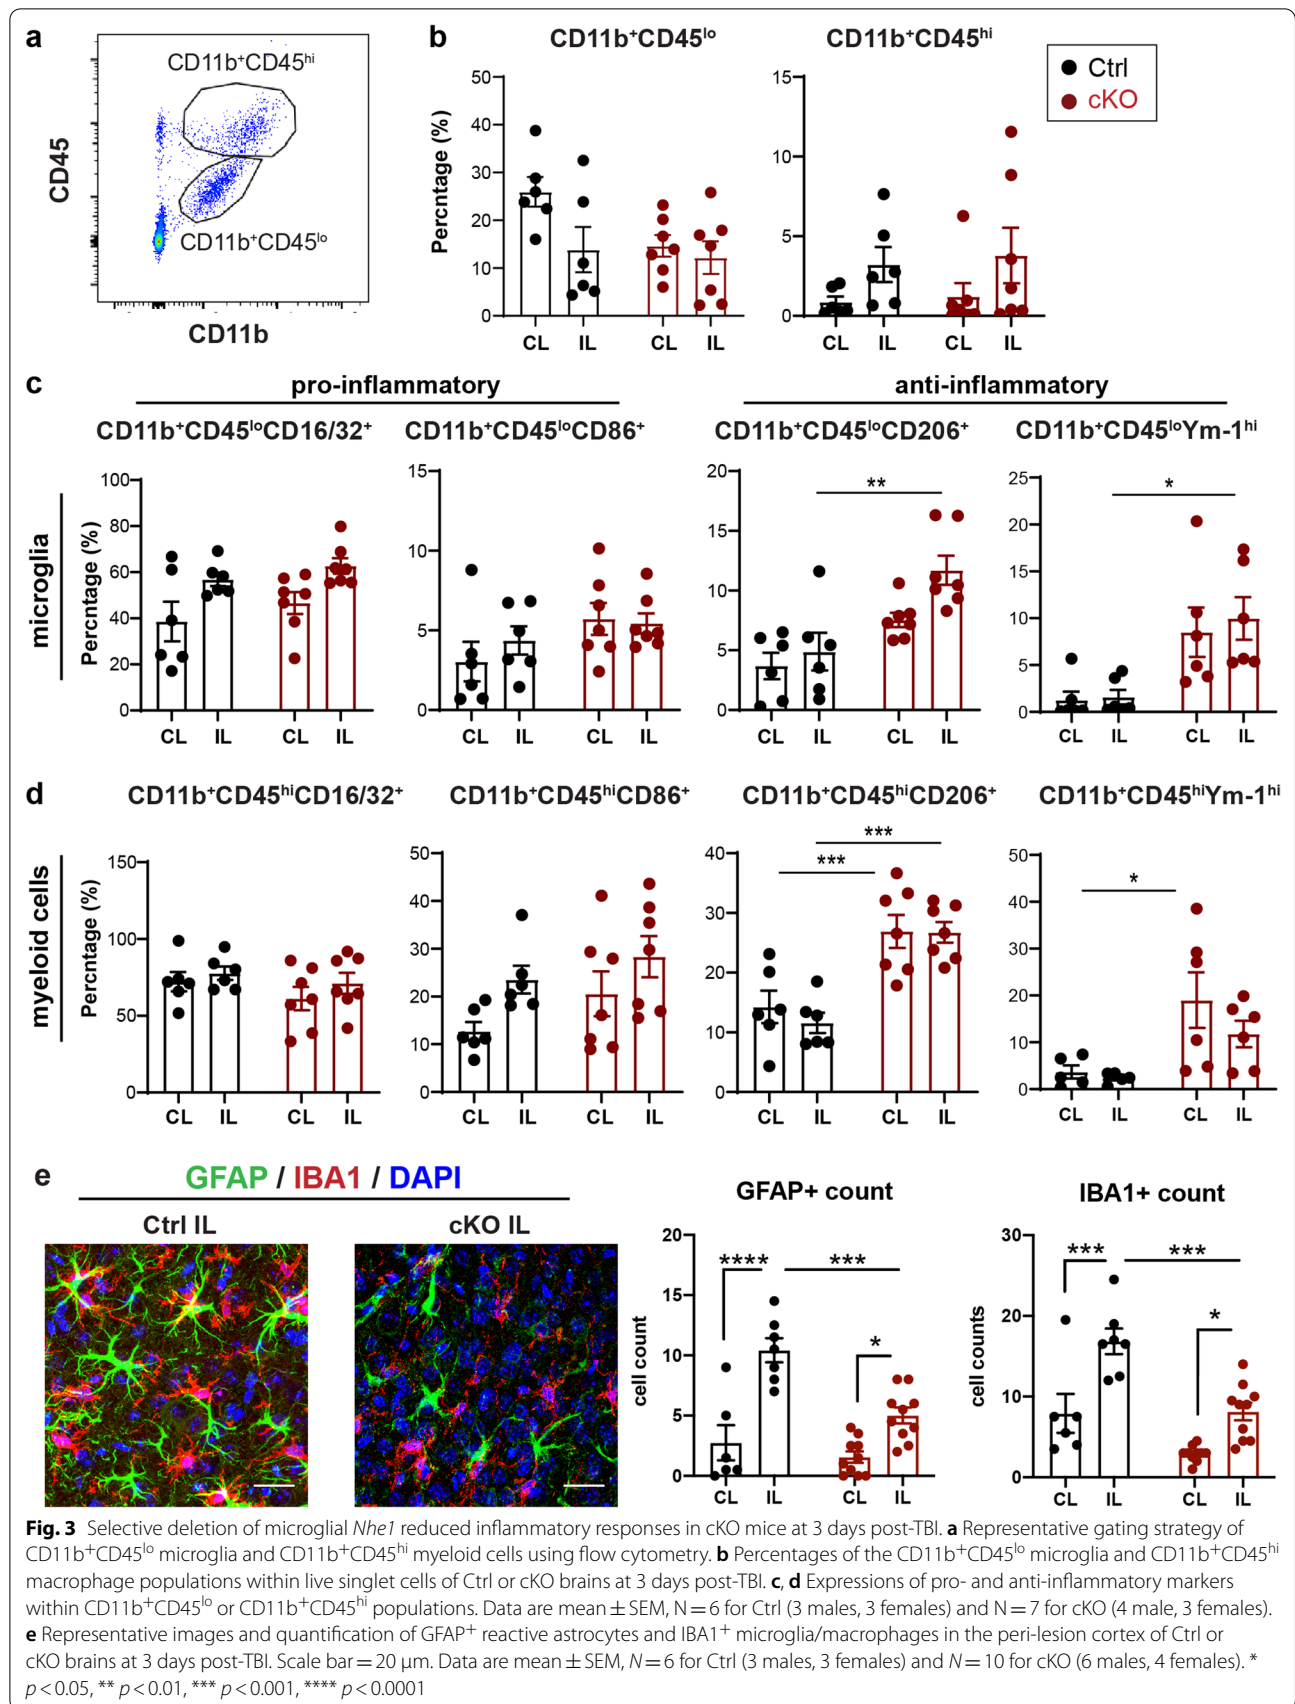 a
CD11b+CD45hi
CD45
CD11b+CD45lo
CD11b
b
CD11b+CD45lo
CD11b+CD45hi
Ctrl
cKO
Percntage (%)
50
40
30
20
10
0
CL IL CL IL
15
10
5
0
CL IL CL IL
c
pro-inflammatory
anti-inflammatory
microglia
CD11b+CD45loCD16/32+
CD11b+CD45loCD86+
CD11b+CD45loCD206+
CD11b+CD45loYm-1hi
Percntage (%)
100
80
60
40
20
0
CL IL CL IL
15
10
5
0
CL IL CL IL
20
15
10
5
0
**
CL IL CL IL
25
20
15
10
5
0
*
CL IL CL IL
d
myeloid cells
CD11b+CD45hiCD16/32+
CD11b+CD45hiCD86+
CD11b+CD45hiCD206+
CD11b+CD45hiYm-1hi
Percntage (%)
150
100
50
0
CL IL CL IL
50
40
30
20
10
0
CL IL CL IL
40
30
20
10
0
***
***
CL IL CL IL
50
40
30
20
10
0
*
CL IL CL IL
e
GFAP / IBA1 / DAPI
Ctrl IL
cKO IL
GFAP+ count
cell count
20
15
10
5
0
****
***
*
CL IL CL IL
IBA1+ count
cell counts
30
20
10
0
***
***
*
CL IL CL IL
Fig. 3 Selective deletion of microglial Nhe1 reduced inflammatory responses in cKO mice at 3 days post-TBI. a Representative gating strategy of
CD11b+CD45lo microglia and CD11b+CD45hi myeloid cells using flow cytometry. b Percentages of the CD11b+CD45lo microglia and CD11b+CD45hi
macrophage populations within live singlet cells of Ctrl or cKO brains at 3 days post-TBI. c, d Expressions of pro- and anti-inflammatory markers
within CD11b+CD45lo or CD11b+CD45hi populations. Data are mean ± SEM, N = 6 for Ctrl (3 males, 3 females) and N = 7 for cKO (4 male, 3 females).
e Representative images and quantification of GFAP+ reactive astrocytes and IBA1+ microglia/macrophages in the peri-lesion cortex of Ctrl or
cKO brains at 3 days post-TBI. Scale bar = 20 μm. Data are mean ± SEM, N = 6 for Ctrl (3 males, 3 females) and N = 10 for cKO (6 males, 4 females). *
p < 0.05, ** p < 0.01, *** p < 0.001, **** p < 0.0001